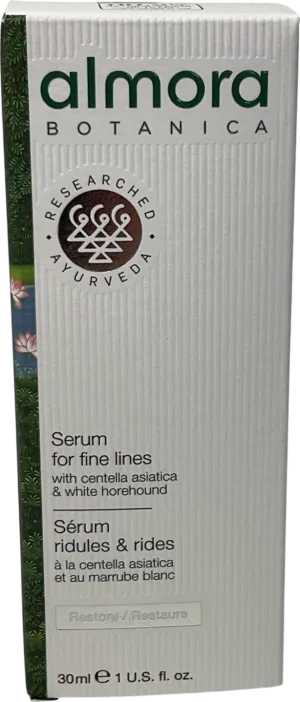 almora
BOTANICA
• RESEARCHED •
AYURVEDA
Serum
for fine lines
with centella asiatica
& white horehound
Sérum
ridules & rides
à la centella asiatica
et au marrube blanc
Restore//Restaure
30ml ℮ 1 U.S. fl. oz.